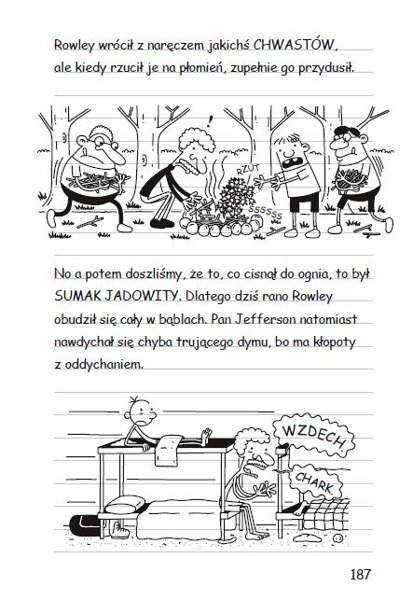 Rowley wrócił z naręczem jakichś CHWASTÓW,
ale kiedy rzucił je na płomień, zupełnie go przydusił.
!
RZUT
SSSSSS
No a potem doszliśmy, że to, co cisnął do ognia, to był
SUMAK JADOWITY. Dlatego dziś rano Rowley
obudził się cały w bąblach. Pan Jefferson natomiast
nawdychał się chyba trującego dymu, bo ma kłopoty
z oddychaniem.
WZDECH
CHARK
187